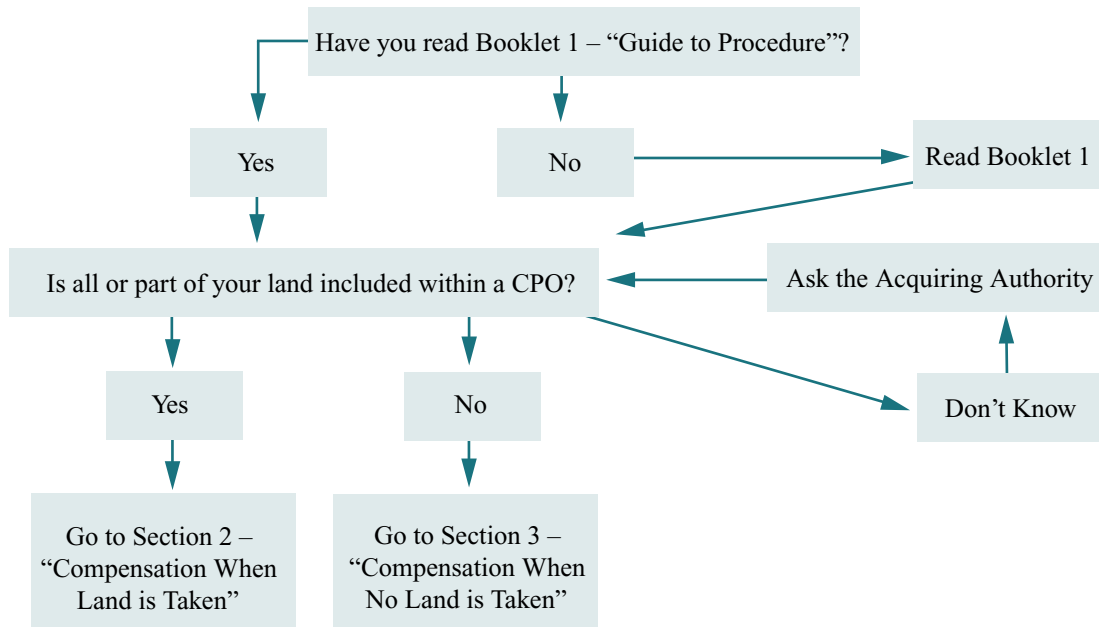 Have you read Booklet 1 – “Guide to Procedure”?
Yes
No
Read Booklet 1
Is all or part of your land included within a CPO?
Ask the Acquiring Authority
Yes
No
Don’t Know
Go to Section 2 –
“Compensation When
Land is Taken”
Go to Section 3 –
“Compensation When
No Land is Taken”